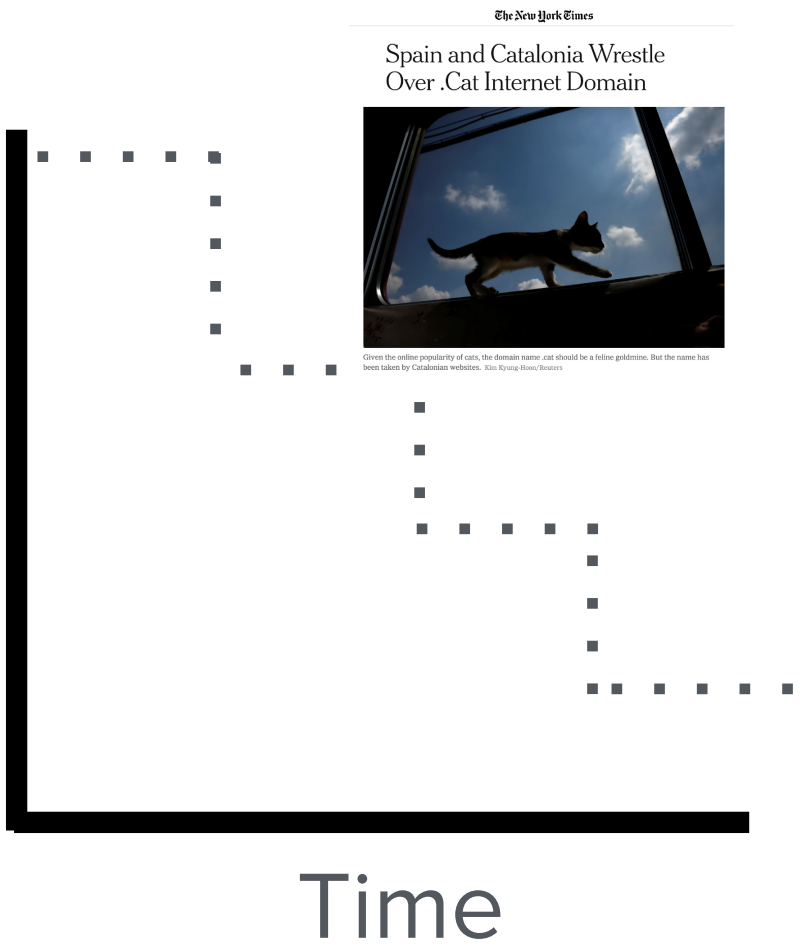 The New York Times
Spain and Catalonia Wrestle
Over .Cat Internet Domain
Given the online popularity of cats, the domain name .cat should be a feline goldmine. But the name has
been taken by Catalonian websites. Kim Kyung-Hoon/Reuters
Time